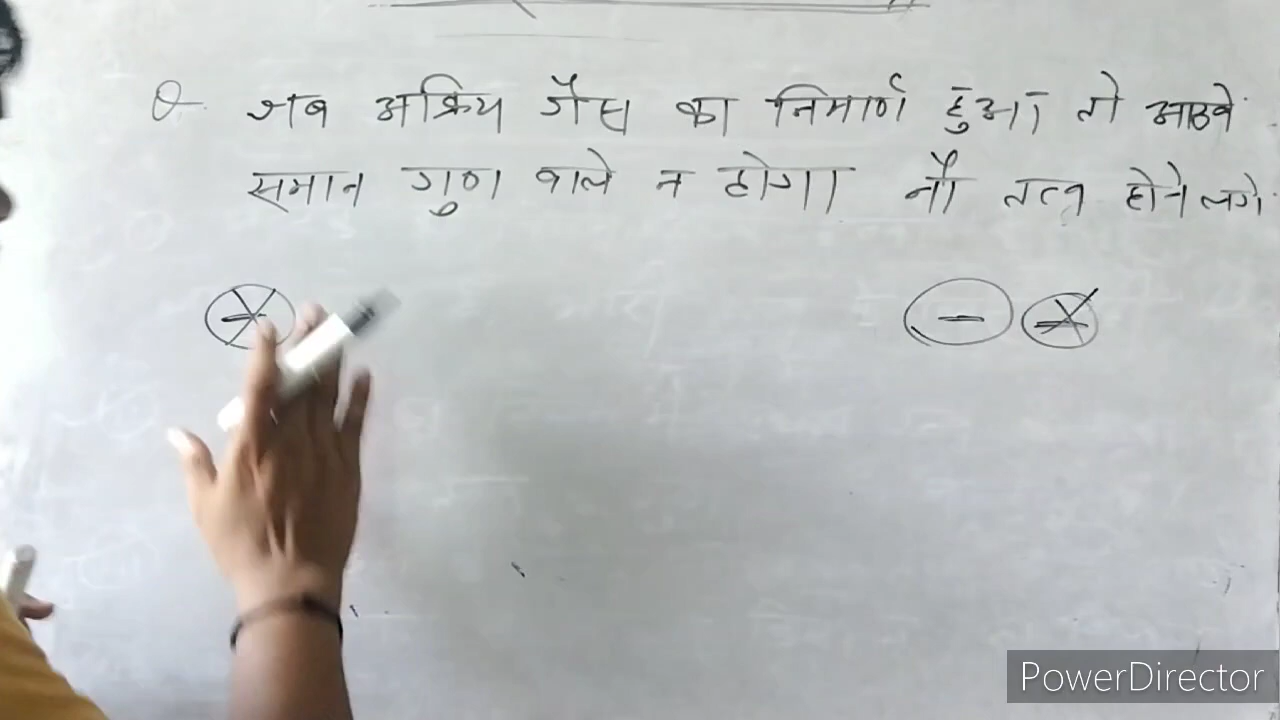 Q जब अक्रिय गैस का निमार्ण हुआ तो आठवे
समान गुण वाले न होगा नौ तत्व होने लगे
PowerDirector